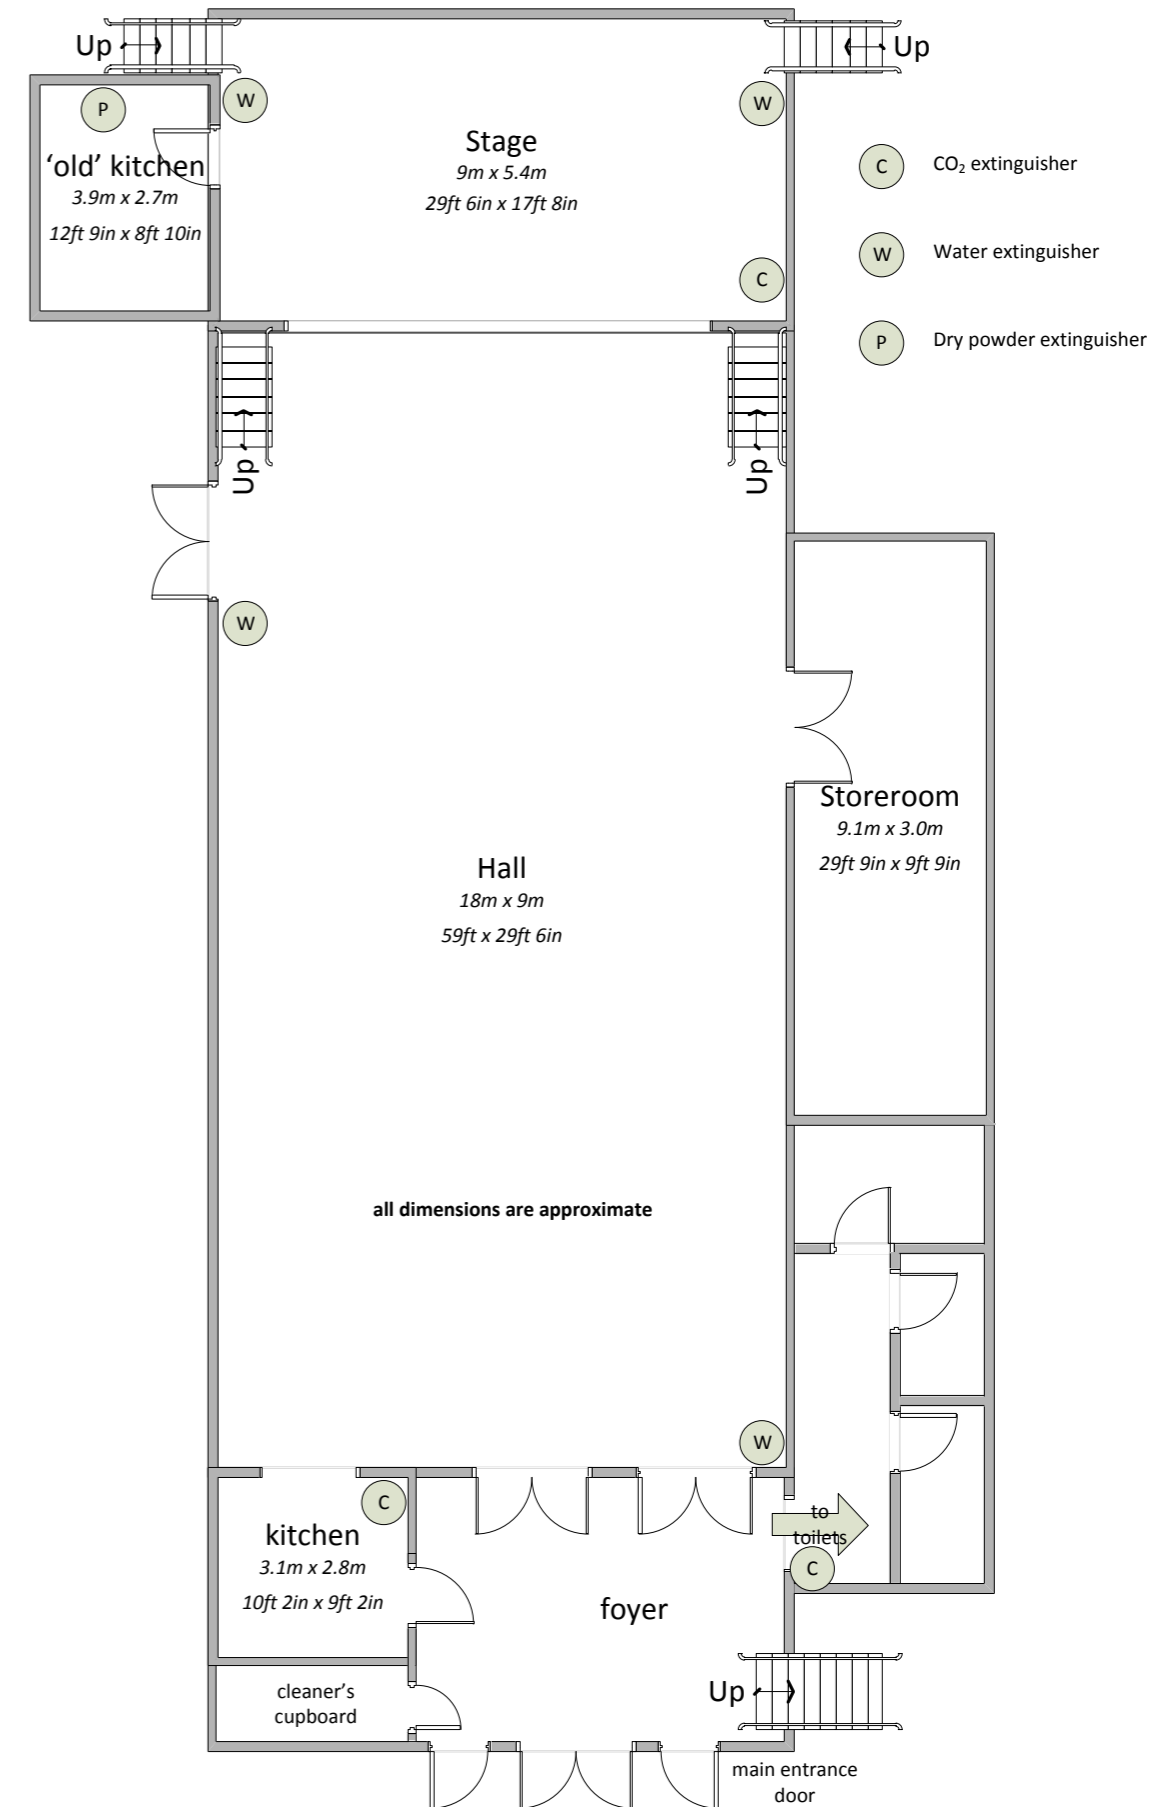 Up
Up
P
W
W
'old' kitchen
3.9m x 2.7m
12ft 9in x 8ft 10in
Stage
9m x 5.4m
29ft 6in x 17ft 8in
C
C
CO₂ extinguisher
W
Water extinguisher
P
Dry powder extinguisher
Up
Up
W
Storeroom
9.1m x 3.0m
29ft 9in x 9ft 9in
Hall
18m x 9m
59ft x 29ft 6in
all dimensions are approximate
W
C
kitchen
3.1m x 2.8m
10ft 2in x 9ft 2in
to
toilets
C
foyer
cleaner's
cupboard
Up
main entrance
door